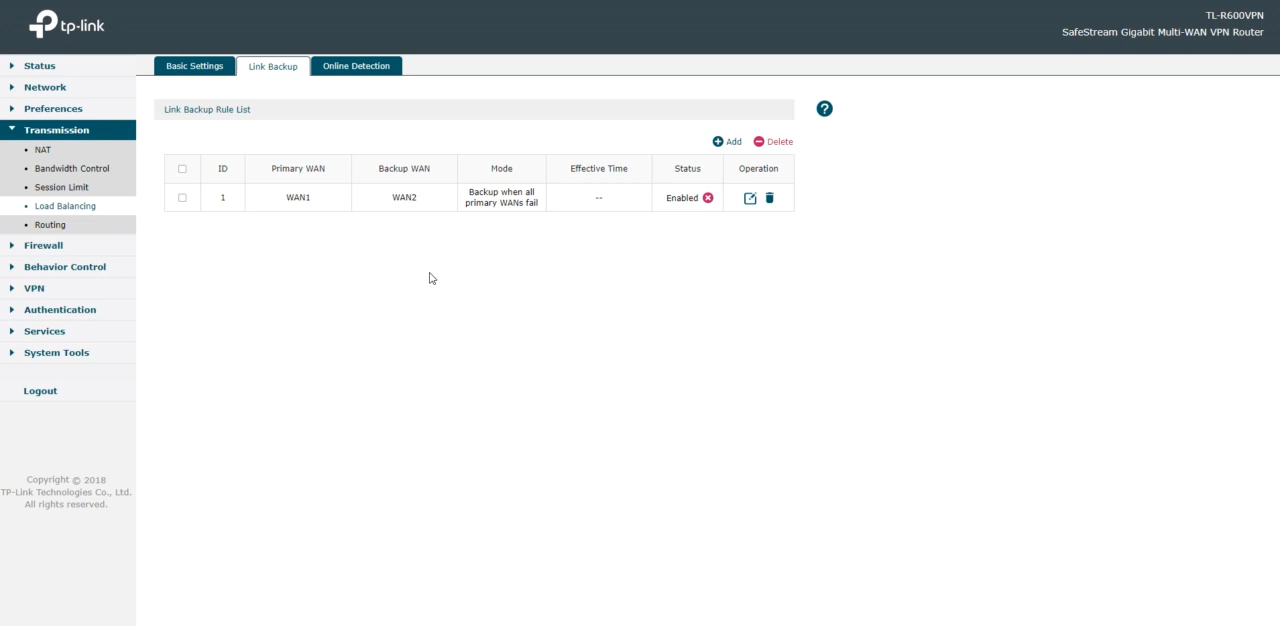 tp-link
TL-R600VPN
SafeStream Gigabit Multi-WAN VPN Router
Status
Network
Preferences
Transmission
NAT
Bandwidth Control
Session Limit
Load Balancing
Routing
Firewall
Behavior Control
VPN
Authentication
Services
System Tools
Logout
Copyright © 2018
TP-Link Technologies Co., Ltd.
All rights reserved.
Basic Settings Link Backup Online Detection
Link Backup Rule List
?
Add Delete
ID Primary WAN Backup WAN Mode Effective Time Status Operation
1 WAN1 WAN2 Backup when all primary WANs fail -- Enabled